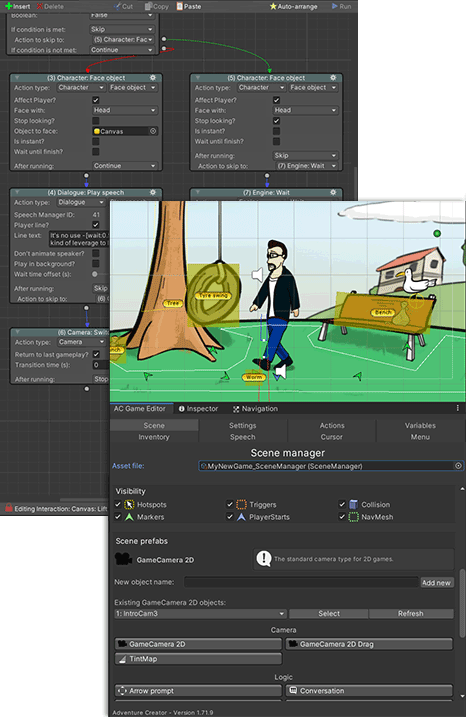 Insert Delete Cut Copy Paste Auto-arrange Run
Boolean: False
If condition is met: Skip
Action to skip to: (5) Character: Fac
If condition is not met: Continue
(3) Character: Face object
Action type: Character Face object
Affect Player?
Face with: Head
Stop looking?
Object to face: Canvas
Is instant?
Wait until finish?
After running: Continue
(5) Character: Face object
Action type: Character Face object
Affect Player?
Face with: Head
Stop looking?
Is instant?
Wait until finish?
After running: Skip
Action to skip to: (7) Engine: Wait
(4) Dialogue: Play speech
Action type: Dialogue
Speech Manager ID: 41
Player line?
Line text: It's no use -[wait:0.
kind of leverage to l
Don't animate speaker?
Play in background?
Wait time offset (s):
After running: Skip
Action to skip to: (6)
(7) Engine: Wait
(6) Camera: Swit
Action type: Camera
Return to last gameplay?
Transition time (s): 0
After running: Stop
Editing Interaction: Canvas: Lift
Tree
Tyre swing
Bench
Worm
AC Game Editor Inspector Navigation
Scene Settings Actions Variables
Inventory Speech Cursor Menu
Scene manager
Asset file: MyNewGame_SceneManager (SceneManager)
Visibility
Hotspots Triggers Collision
Markers PlayerStarts NavMesh
Scene prefabs
GameCamera 2D
The standard camera type for 2D games.
New object name: Add new
Existing GameCamera 2D objects:
1: IntroCam3 Select Refresh
Camera
GameCamera 2D GameCamera 2D Drag
TintMap
Logic
Arrow prompt Conversation
Adventure Creator - Version 1.71.9